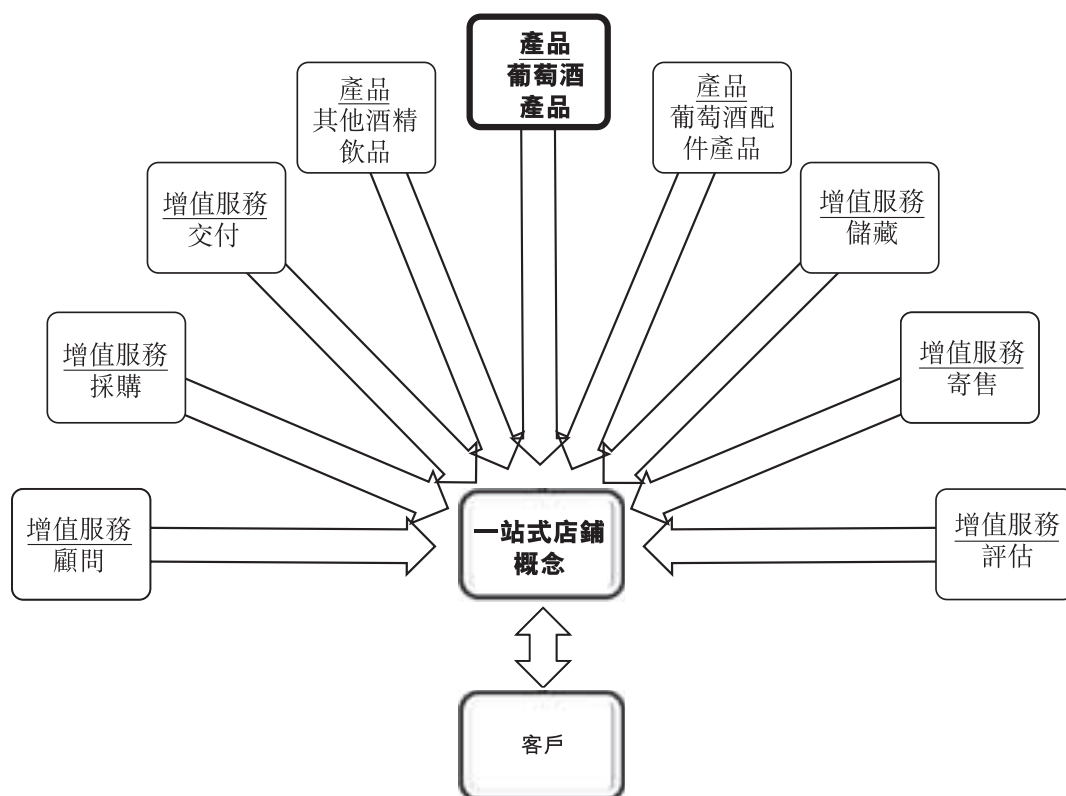 產品
葡萄酒
產品
產品
其他酒精
飲品
產品
葡萄酒配
件產品
增值服務
交付
增值服務
儲藏
增值服務
採購
增值服務
寄售
增值服務
顧問
一站式店鋪
概念
增值服務
評估
客戶